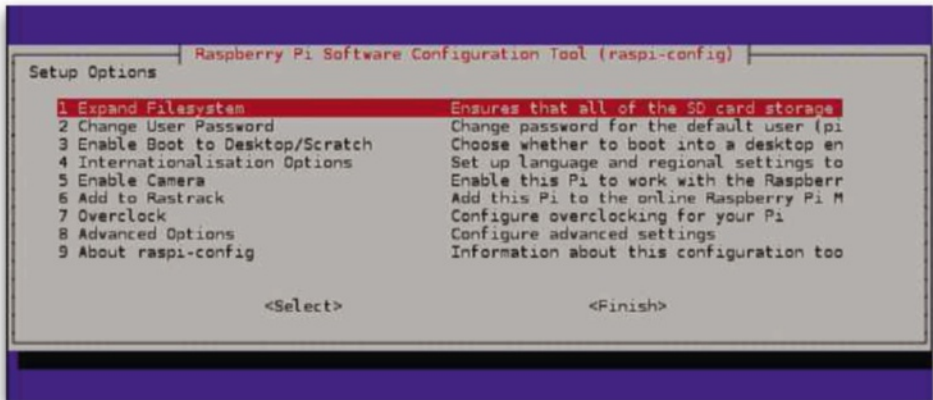 Raspberry Pi Software Configuration Tool (raspi-config)
Setup Options
1 Expand Filesystem Ensures that all of the SD card storage
2 Change User Password Change password for the default user (pi
3 Enable Boot to Desktop/Scratch Choose whether to boot into a desktop en
4 Internationalisation Options Set up language and regional settings to
5 Enable Camera Enable this Pi to work with the Raspberr
6 Add to Rastrack Add this Pi to the online Raspberry Pi M
7 Overclock Configure overclocking for your Pi
8 Advanced Options Configure advanced settings
9 About raspi-config Information about this configuration too
<Select> <Finish>